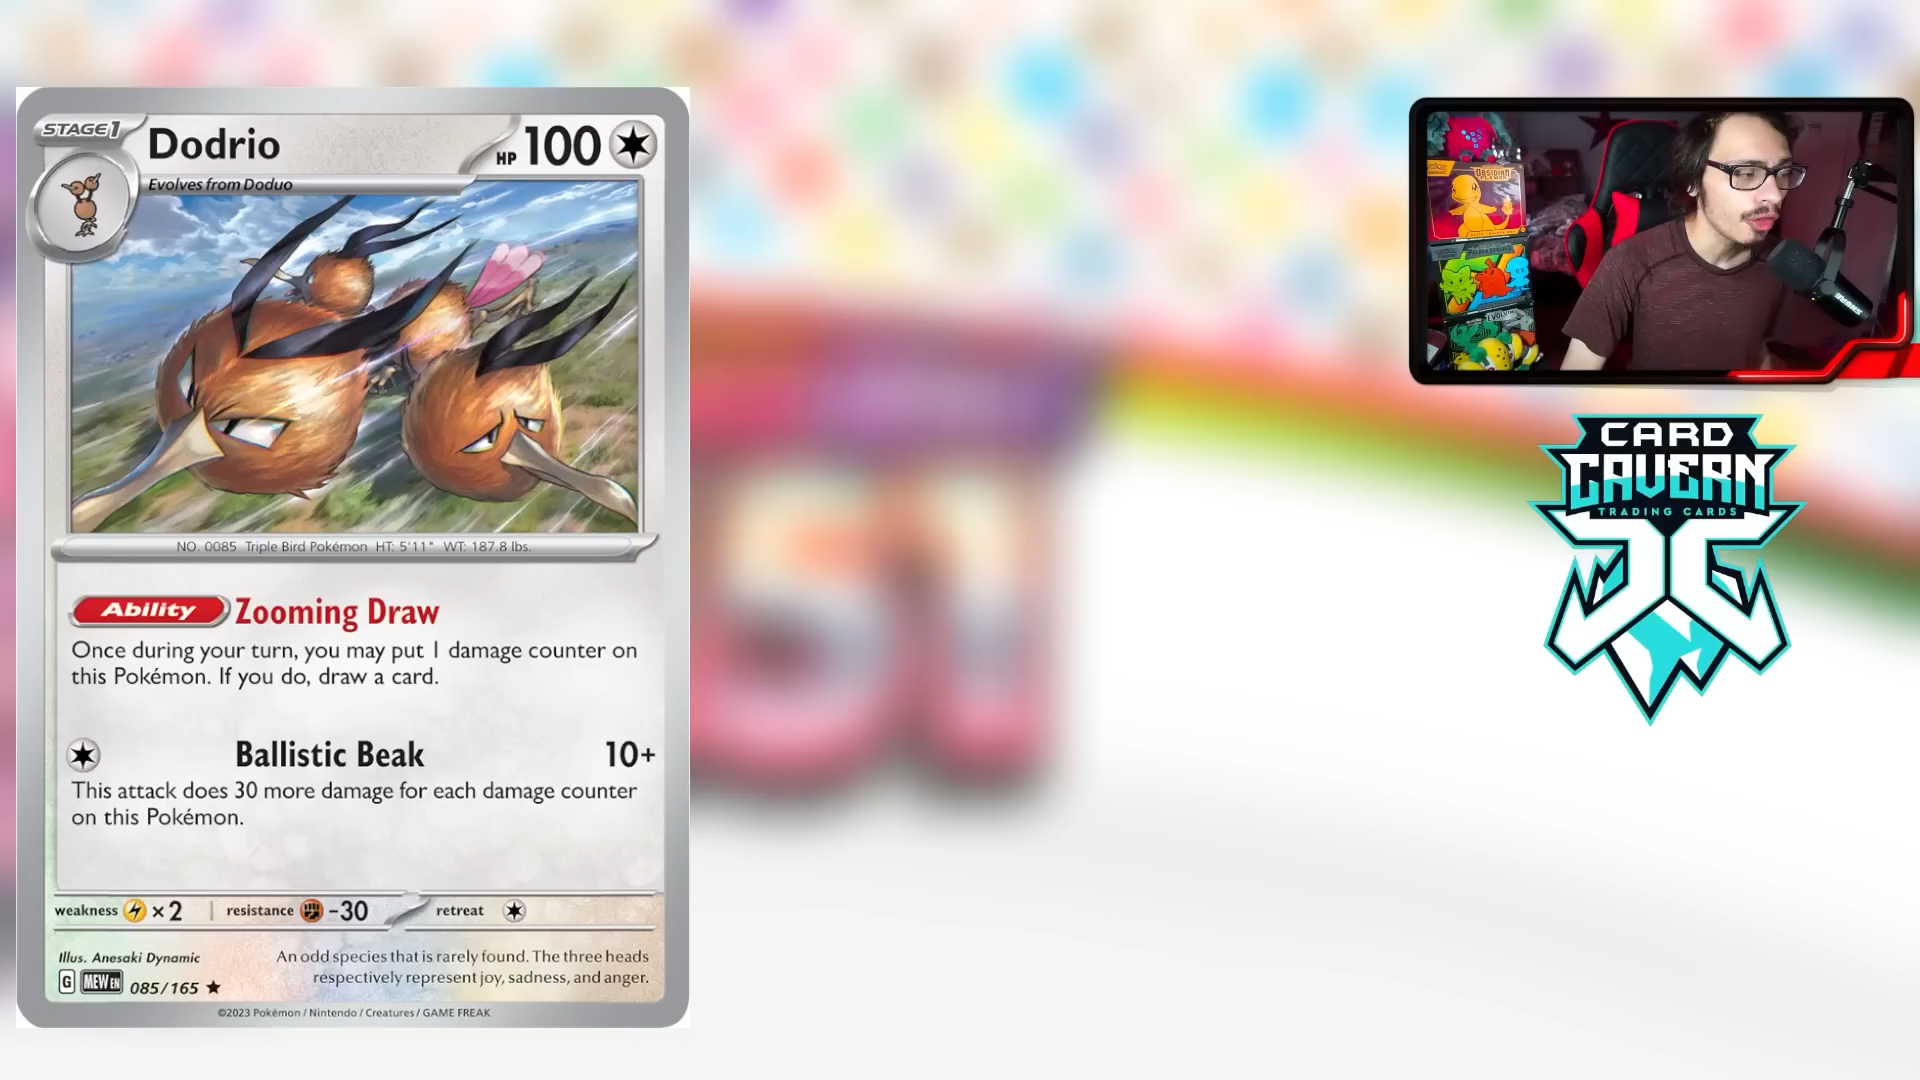 STAGE1
Dodrio
HP 100
Evolves from Doduo
NO. 0085 Triple Bird Pokémon HT: 5'11" WT: 187.8 lbs.
Ability Zooming Draw
Once during your turn, you may put 1 damage counter on
this Pokémon. If you do, draw a card.
Ballistic Beak 10+
This attack does 30 more damage for each damage counter
on this Pokémon.
weakness ×2 resistance -30 retreat
Illus. Anesaki Dynamic
An odd species that is rarely found. The three heads
respectively represent joy, sadness, and anger.
G MEW EN 085/165
©2023 Pokémon / Nintendo / Creatures / GAME FREAK
OBSIDIAN
FLAMES
CARD
CAVERN
TRADING CARDS